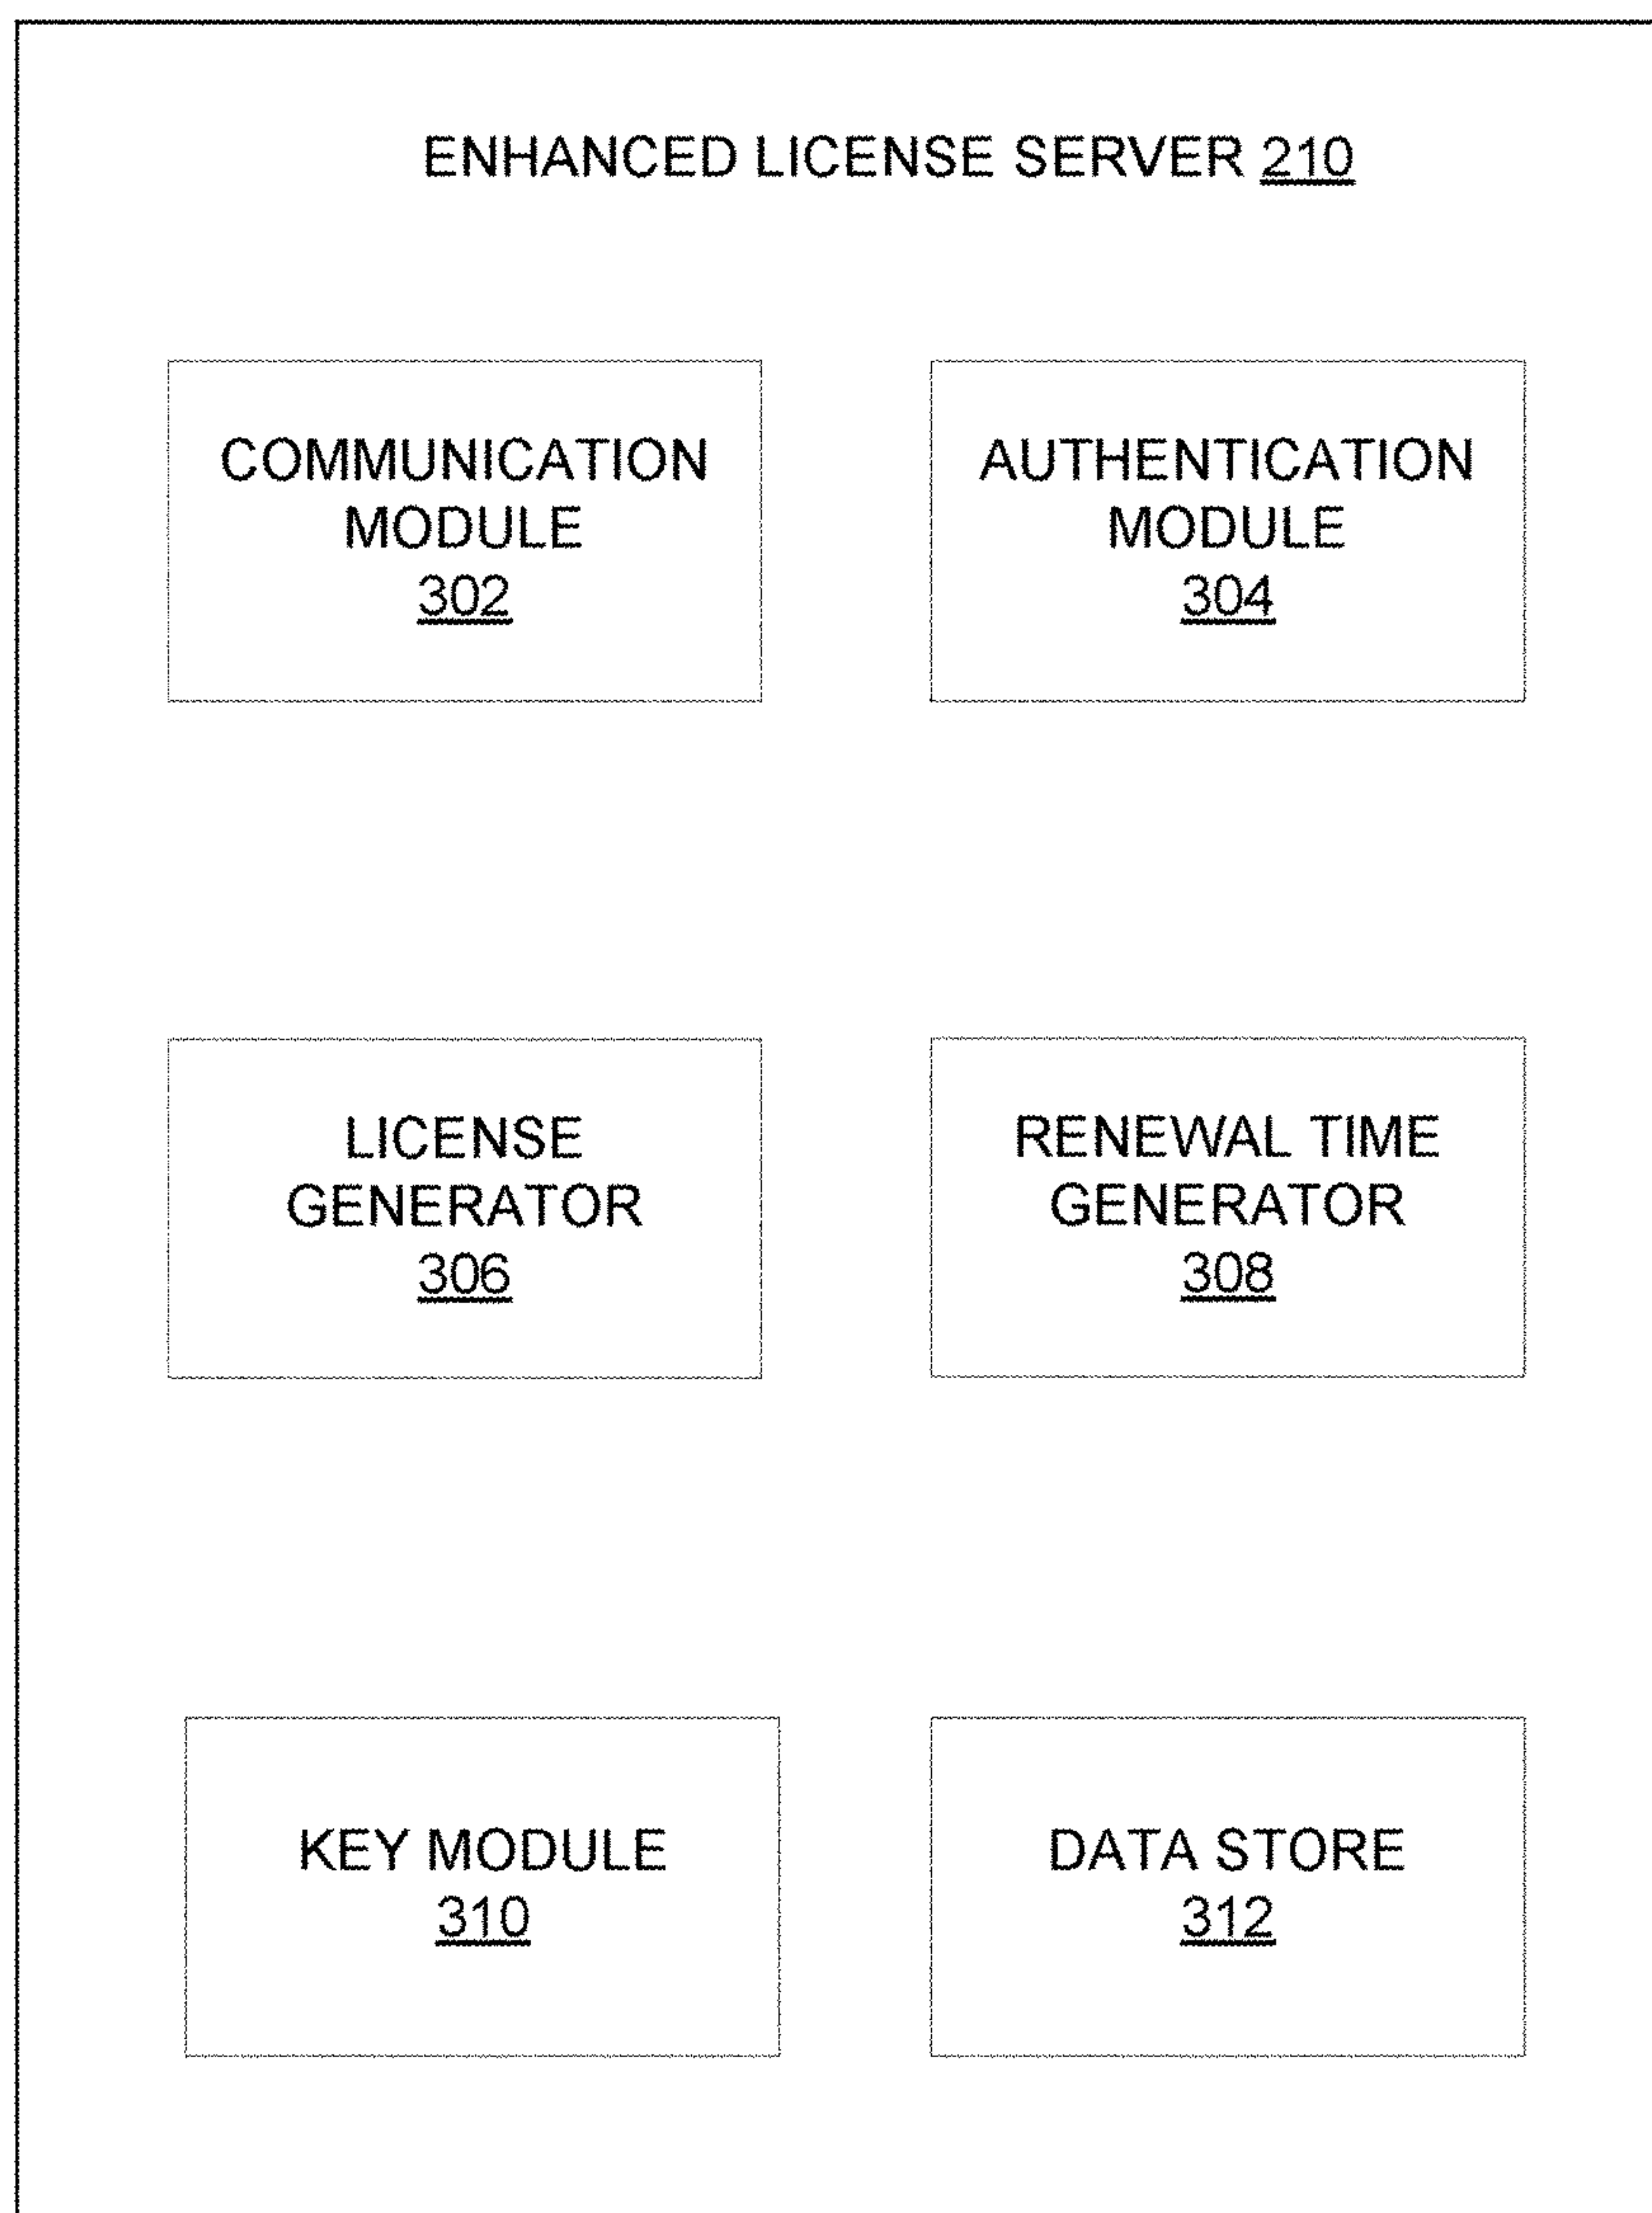 ENHANCED LICENSE SERVER 210
COMMUNICATION
MODULE
302
AUTHENTICATION
MODULE
304
LICENSE
GENERATOR
306
RENEWAL TIME
GENERATOR
308
KEY MODULE
310
DATA STORE
312